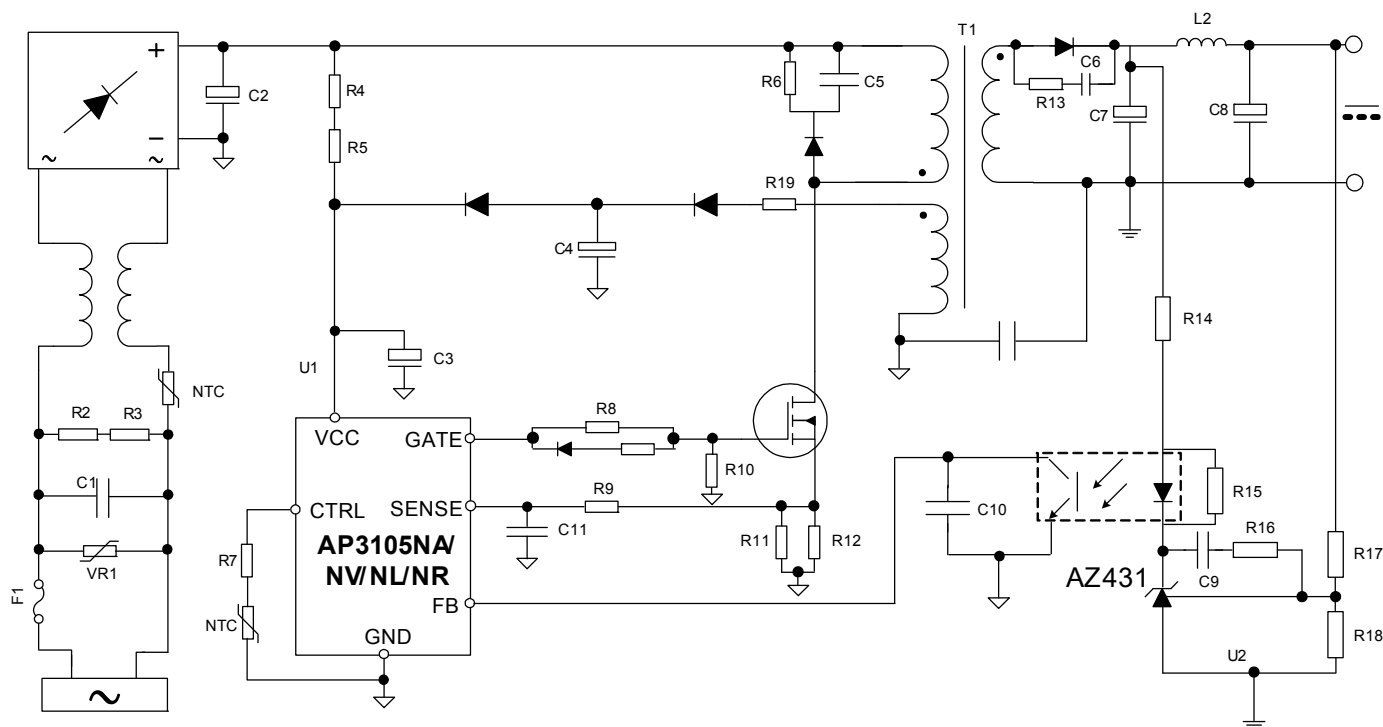 T1
L2
+
C2
R4
R6
C5
C6
R13
C7
C8
−
~ ~
R5
R19
C4
R14
U1
C3
NTC
R2 R3
VCC
GATE
R8
R10
C1
CTRL
SENSE
R9
C10
R15
R16
C11
R11
R12
AP3105NA/
NV/NL/NR
VR1
R7
C9
R17
AZ431
F1
FB
NTC
GND
R18
U2
~